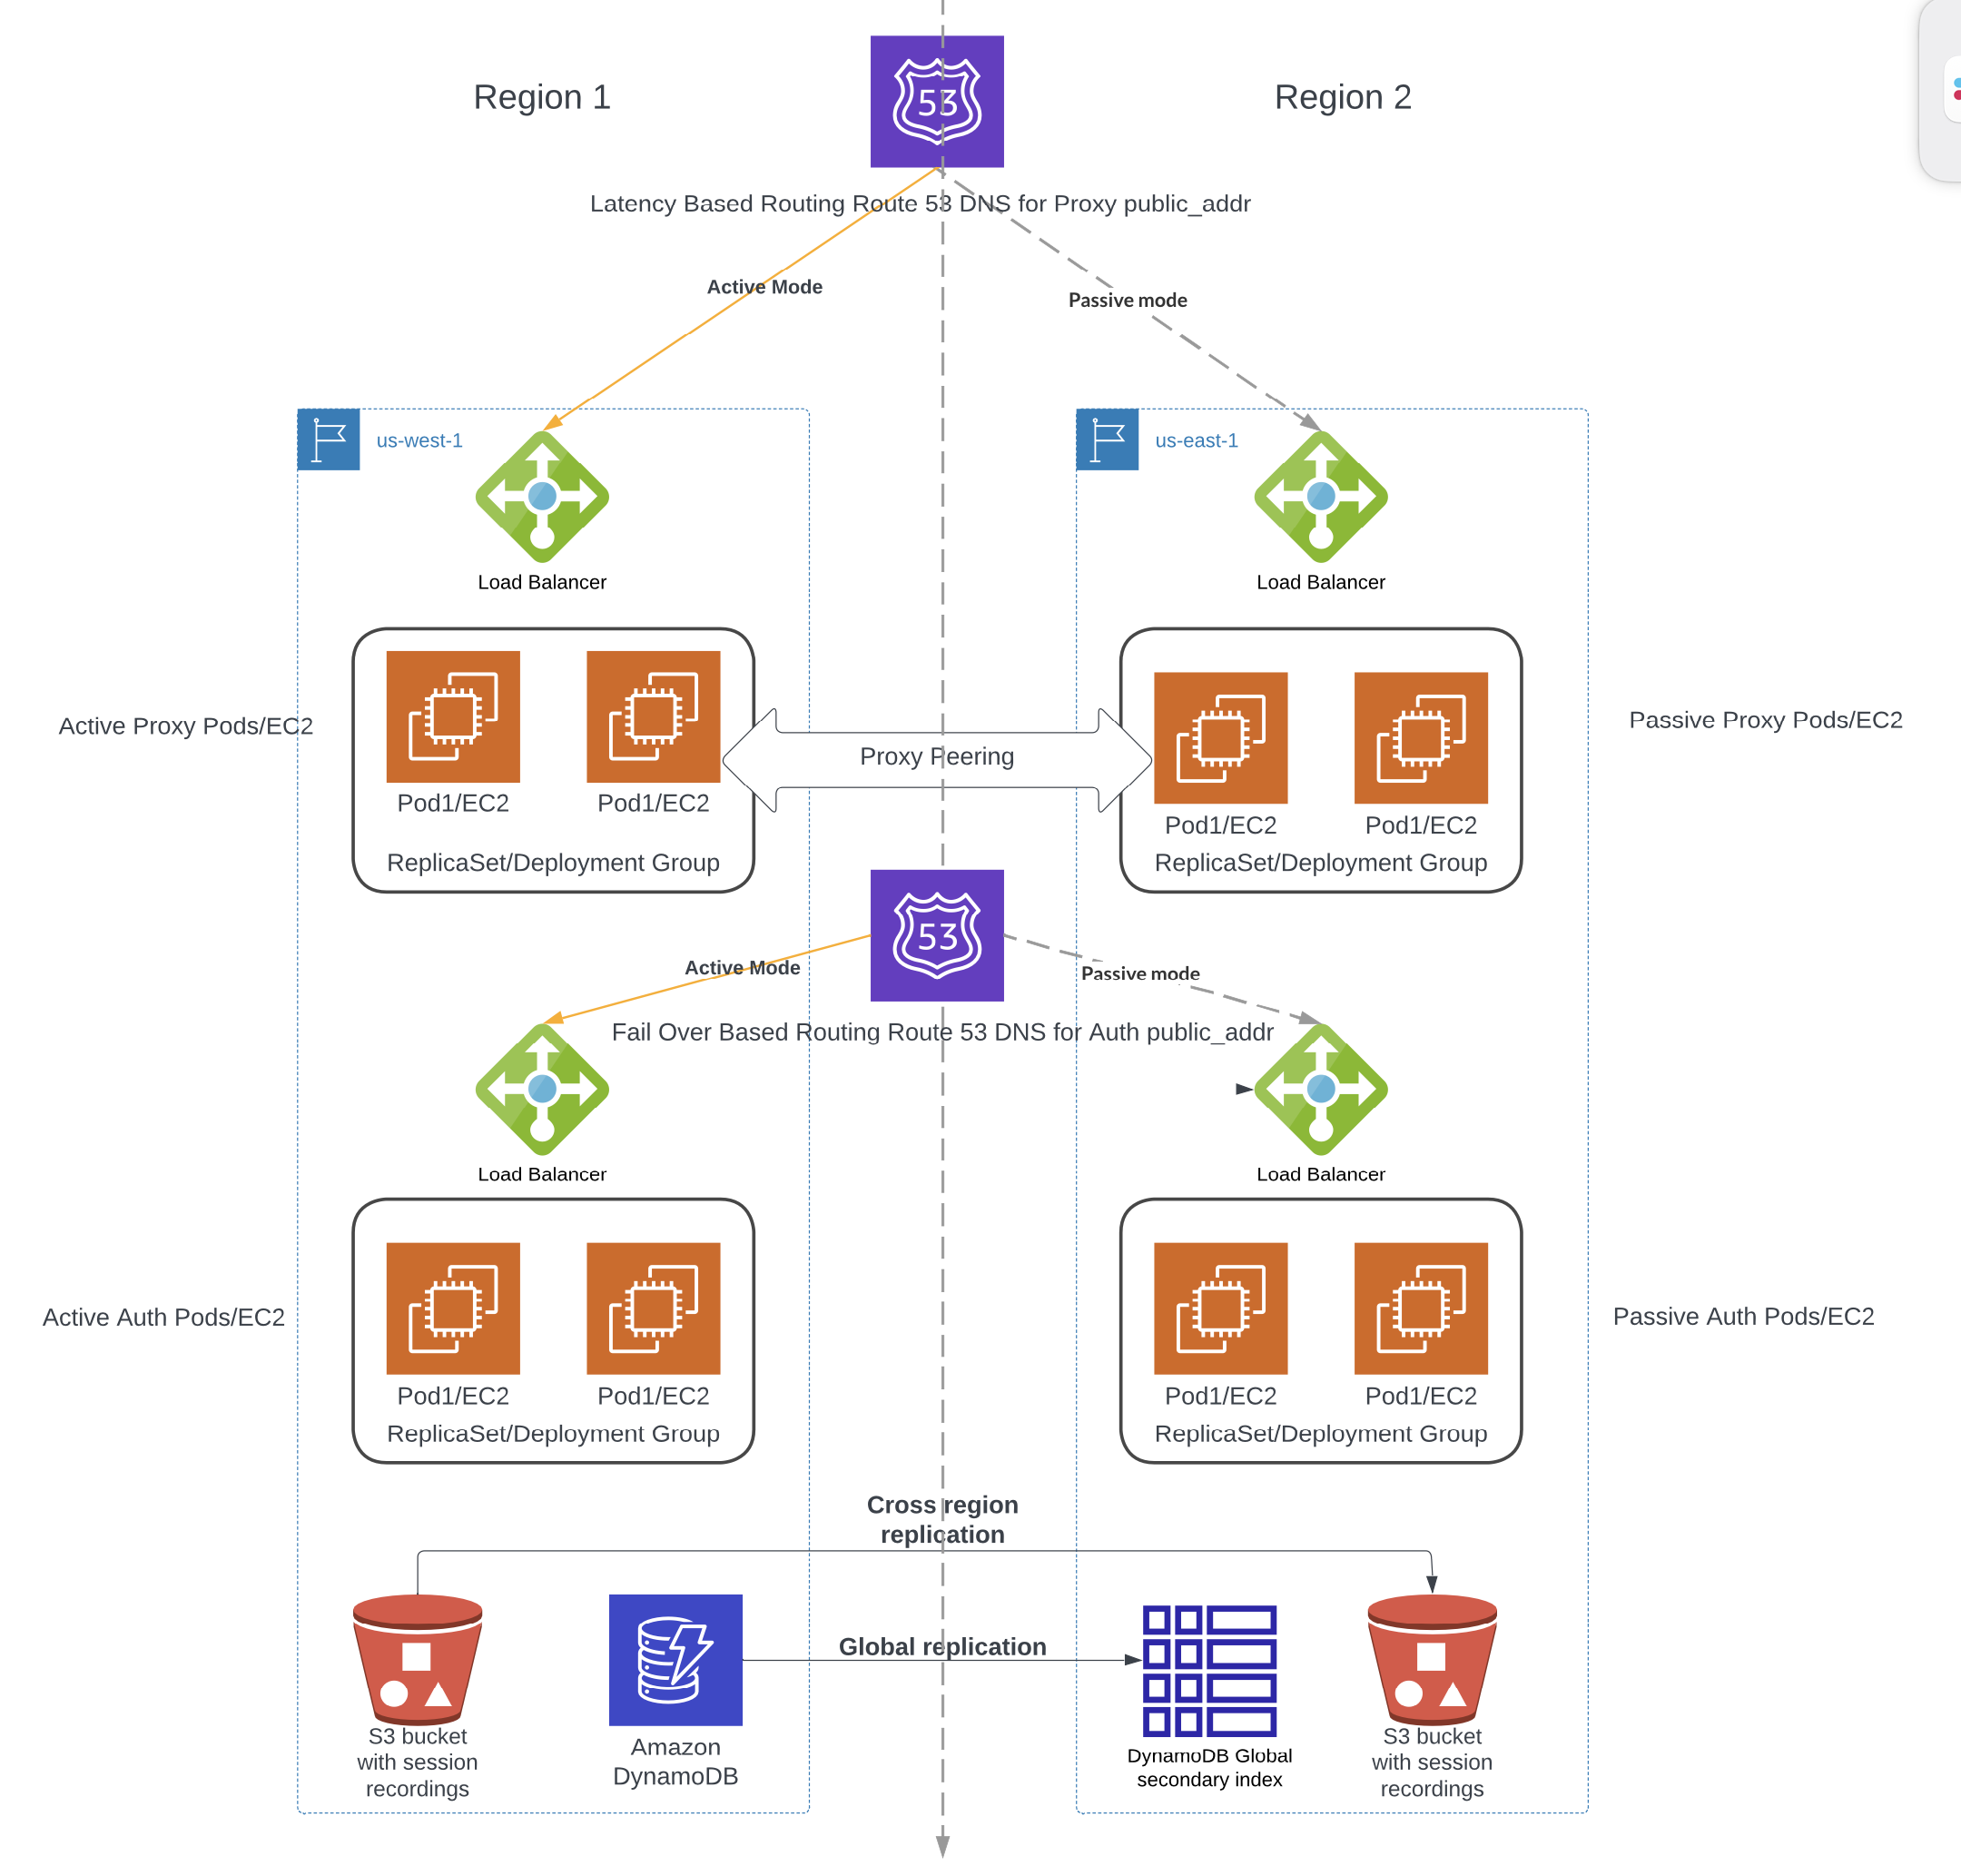 Region 1
53
Region 2
Latency Based Routing Route 53 DNS for Proxy public_addr
Active Mode
Passive mode
us-west-1
us-east-1
Load Balancer
Load Balancer
Active Proxy Pods/EC2
Passive Proxy Pods/EC2
Proxy Peering
Pod1/EC2
Pod1/EC2
Pod1/EC2
Pod1/EC2
ReplicaSet/Deployment Group
ReplicaSet/Deployment Group
53
Active Mode
Passive mode
Fail Over Based Routing Route 53 DNS for Auth public_addr
Load Balancer
Load Balancer
Active Auth Pods/EC2
Passive Auth Pods/EC2
Pod1/EC2
Pod1/EC2
Pod1/EC2
Pod1/EC2
ReplicaSet/Deployment Group
ReplicaSet/Deployment Group
Cross region
replication
Global replication
S3 bucket
with session
recordings
Amazon
DynamoDB
DynamoDB Global
secondary index
S3 bucket
with session
recordings